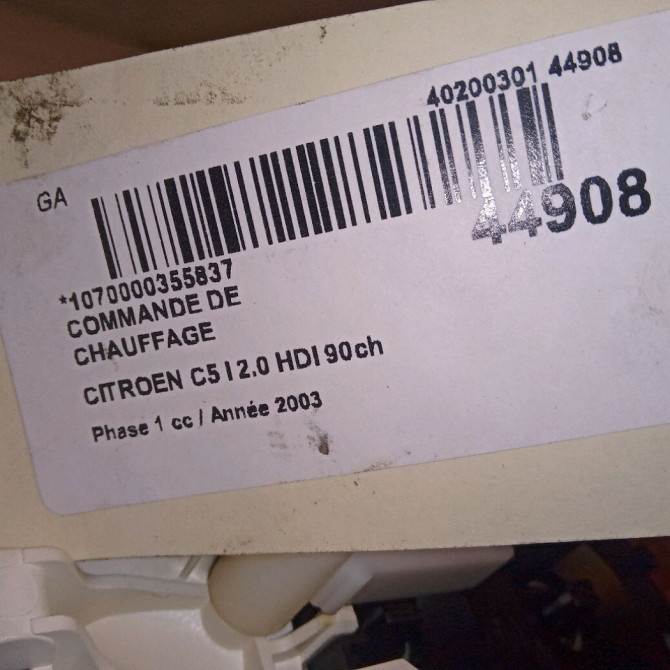 40200301 44908
GA
44908
*1070000355837
COMMANDE DE
CHAUFFAGE
CITROEN C5 I 2.0 HDI 90ch
Phase 1 cc / Année 2003